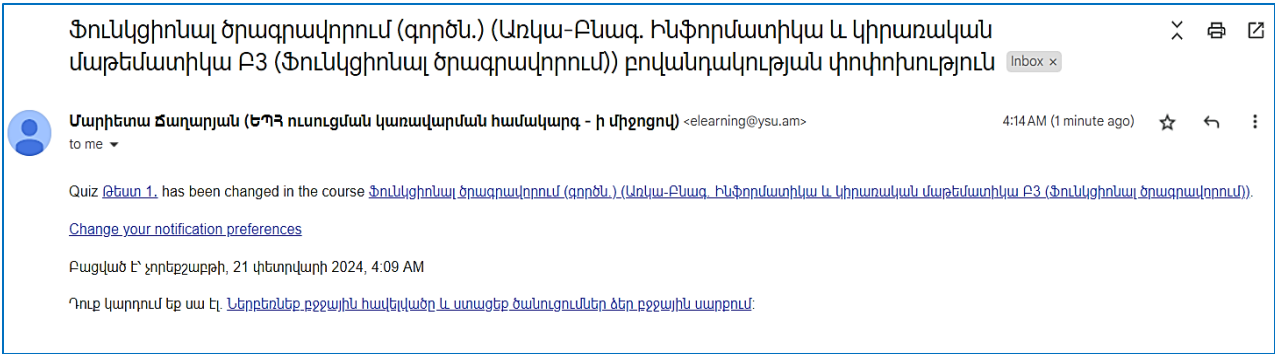 Ֆունկցիոնալ ծրագրավորում (գործն.) (Առկա-Բնագ. Ինֆորմատիկա և կիրառական
մաթեմատիկա Բ3 (Ֆունկցիոնալ ծրագրավորում)) բովանդակության փոփոխություն Inbox ×
Մարիետա Ճաղարյան (ԵՊՀ ուսուցման կառավարման համակարգ - ի միջոցով) <elearning@ysu.am> 4:14 AM (1 minute ago)
to me
Quiz Թեստ 1, has been changed in the course Ֆունկցիոնալ ծրագրավորում (գործն.) (Առկա-Բնագ. Ինֆորմատիկա և կիրառական մաթեմատիկա Բ3 (Ֆունկցիոնալ ծրագրավորում)).
Change your notification preferences
Բացված է՝ չորեքշաբթի, 21 փետրվարի 2024, 4:09 AM
Դուք կարդում եք սա էլ. Ներբեռնեք բջջային հավելվածը և ստացեք ծանուցումներ ձեր բջջային սարքում: